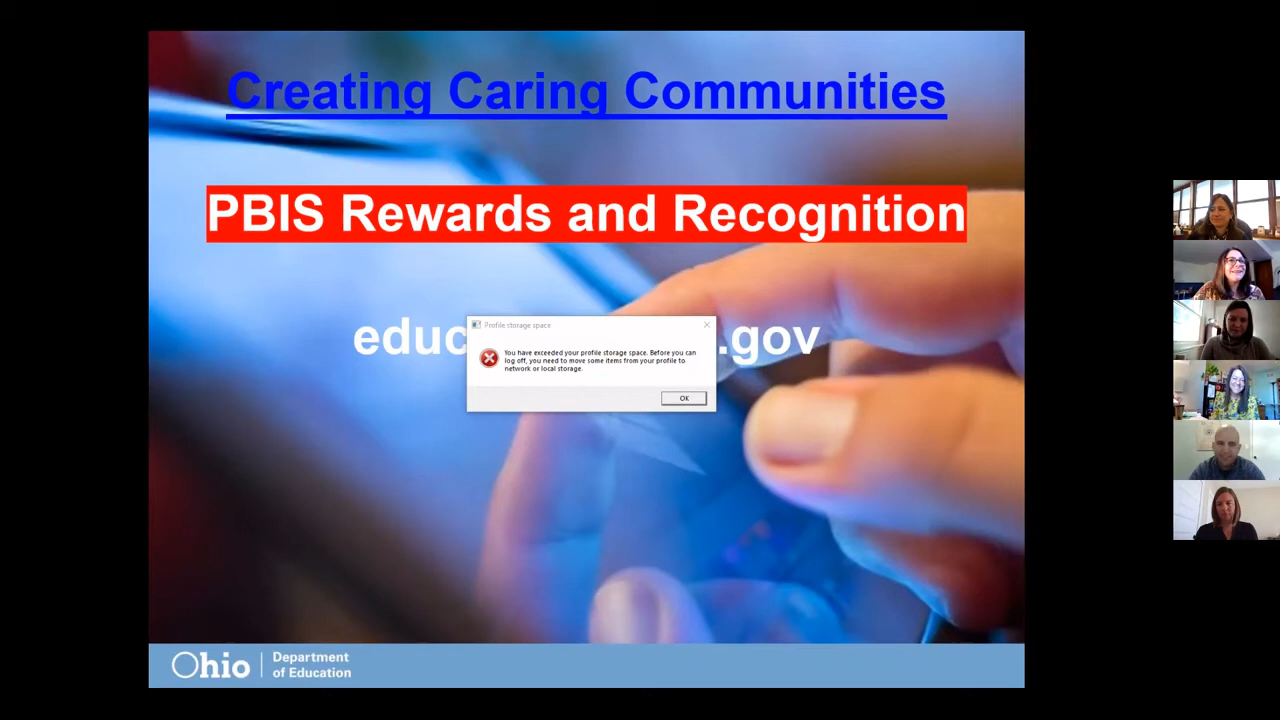 Creating Caring Communities
PBIS Rewards and Recognition
educ
.gov
Profile storage space
You have exceeded your profile storage space. Before you can
log off, you need to move some items from your profile to
network or local storage.
OK
Ohio
Department
of Education